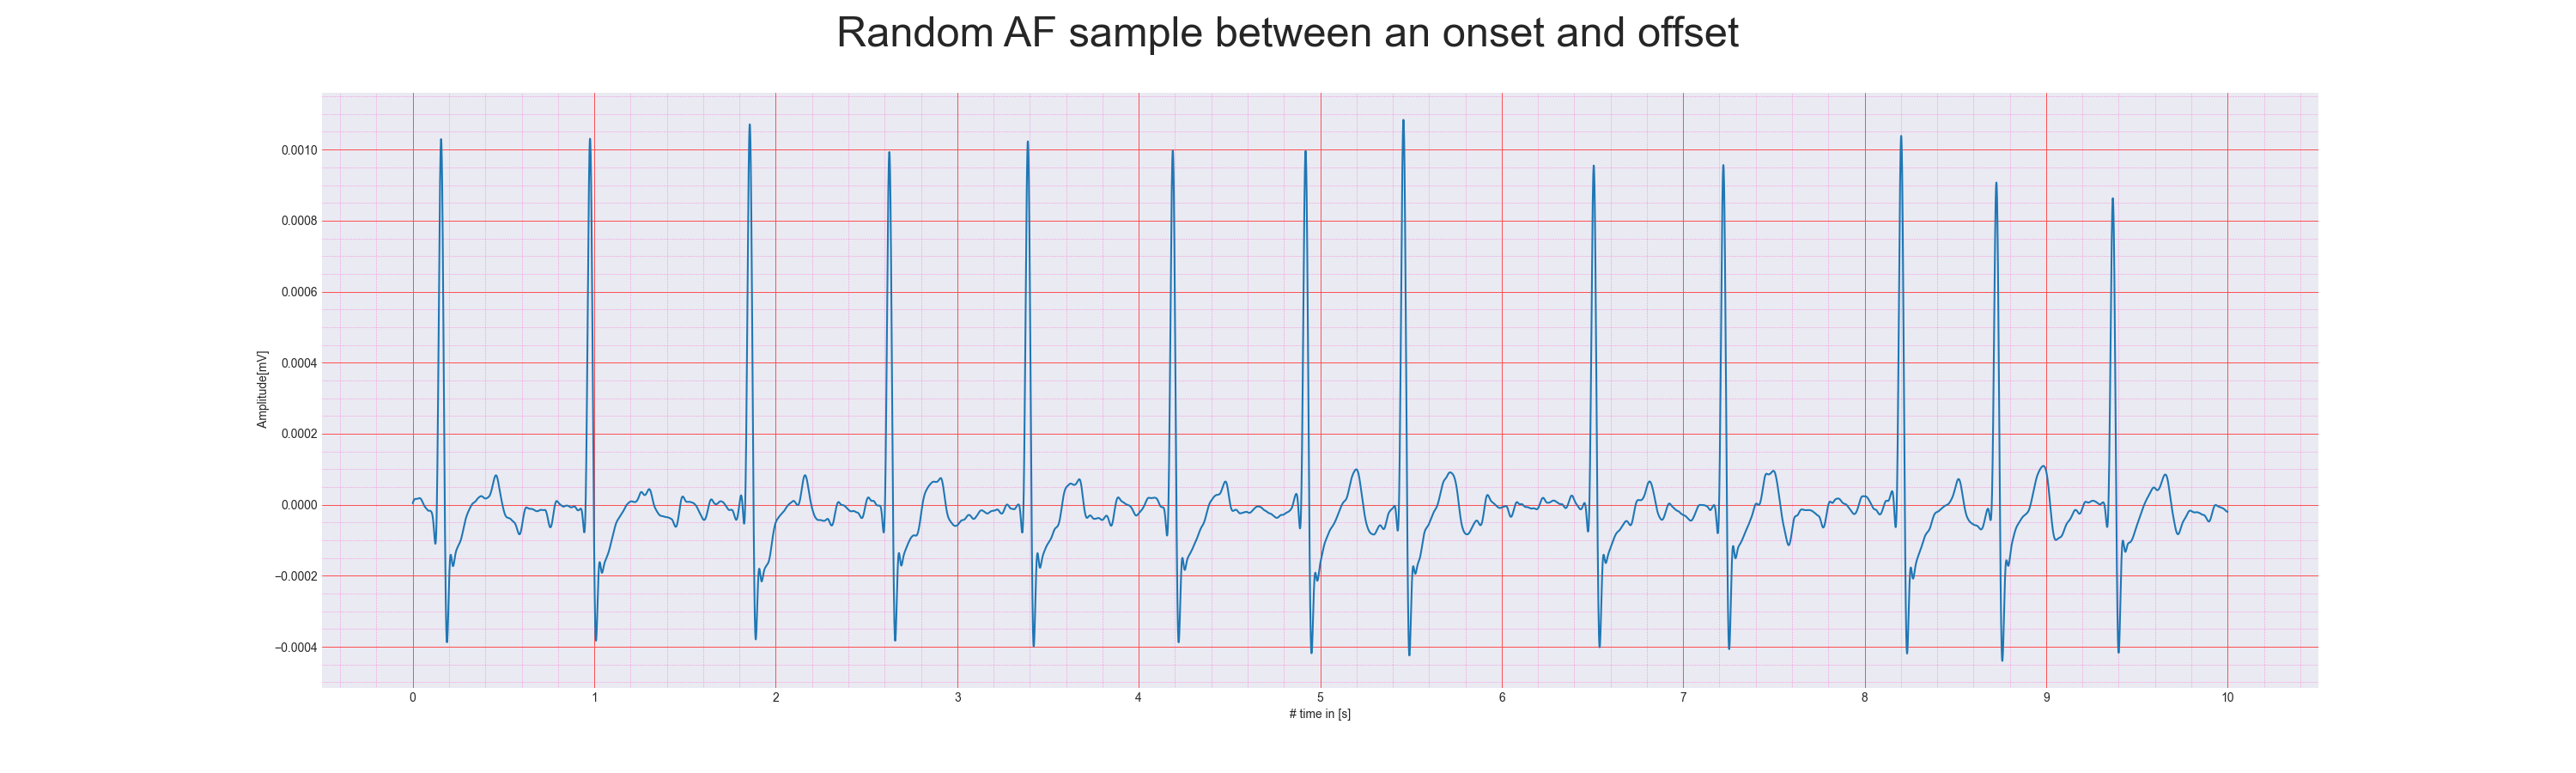 Random AF sample between an onset and offset
0.0010
0.0008
0.0006
0.0004
0.0002
0.0000
−0.0002
−0.0004
Amplitude[mV]
0 1 2 3 4 5 6 7 8 9 10
# time in [s]